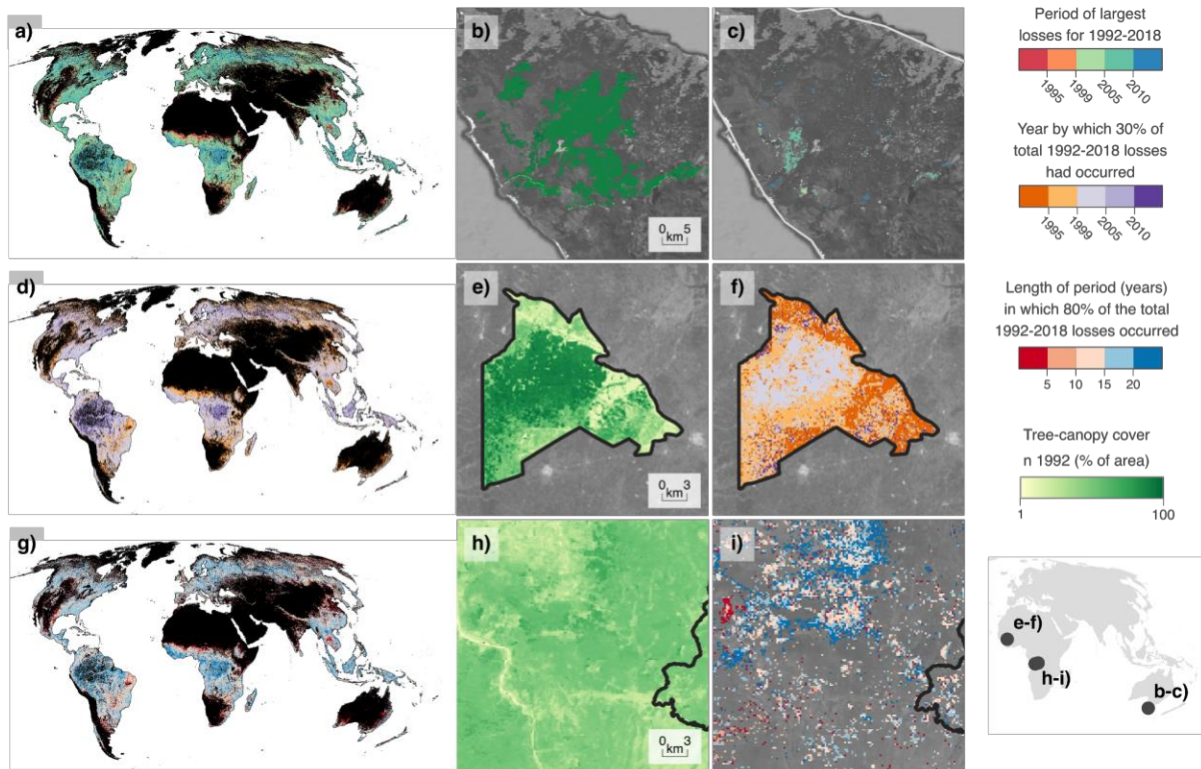 a)
b)
0 km 5
c)
Period of largest
losses for 1992-2018
1995
1999
2005
2010
Year by which 30% of
total 1992-2018 losses
had occurred
1995
1999
2005
2010
d)
e)
0 km 3
f)
Length of period (years)
in which 80% of the total
1992-2018 losses occurred
5 10 15 20
Tree-canopy cover
n 1992 (% of area)
1 100
g)
h)
0 km 3
i)
e-f)
h-i)
b-c)